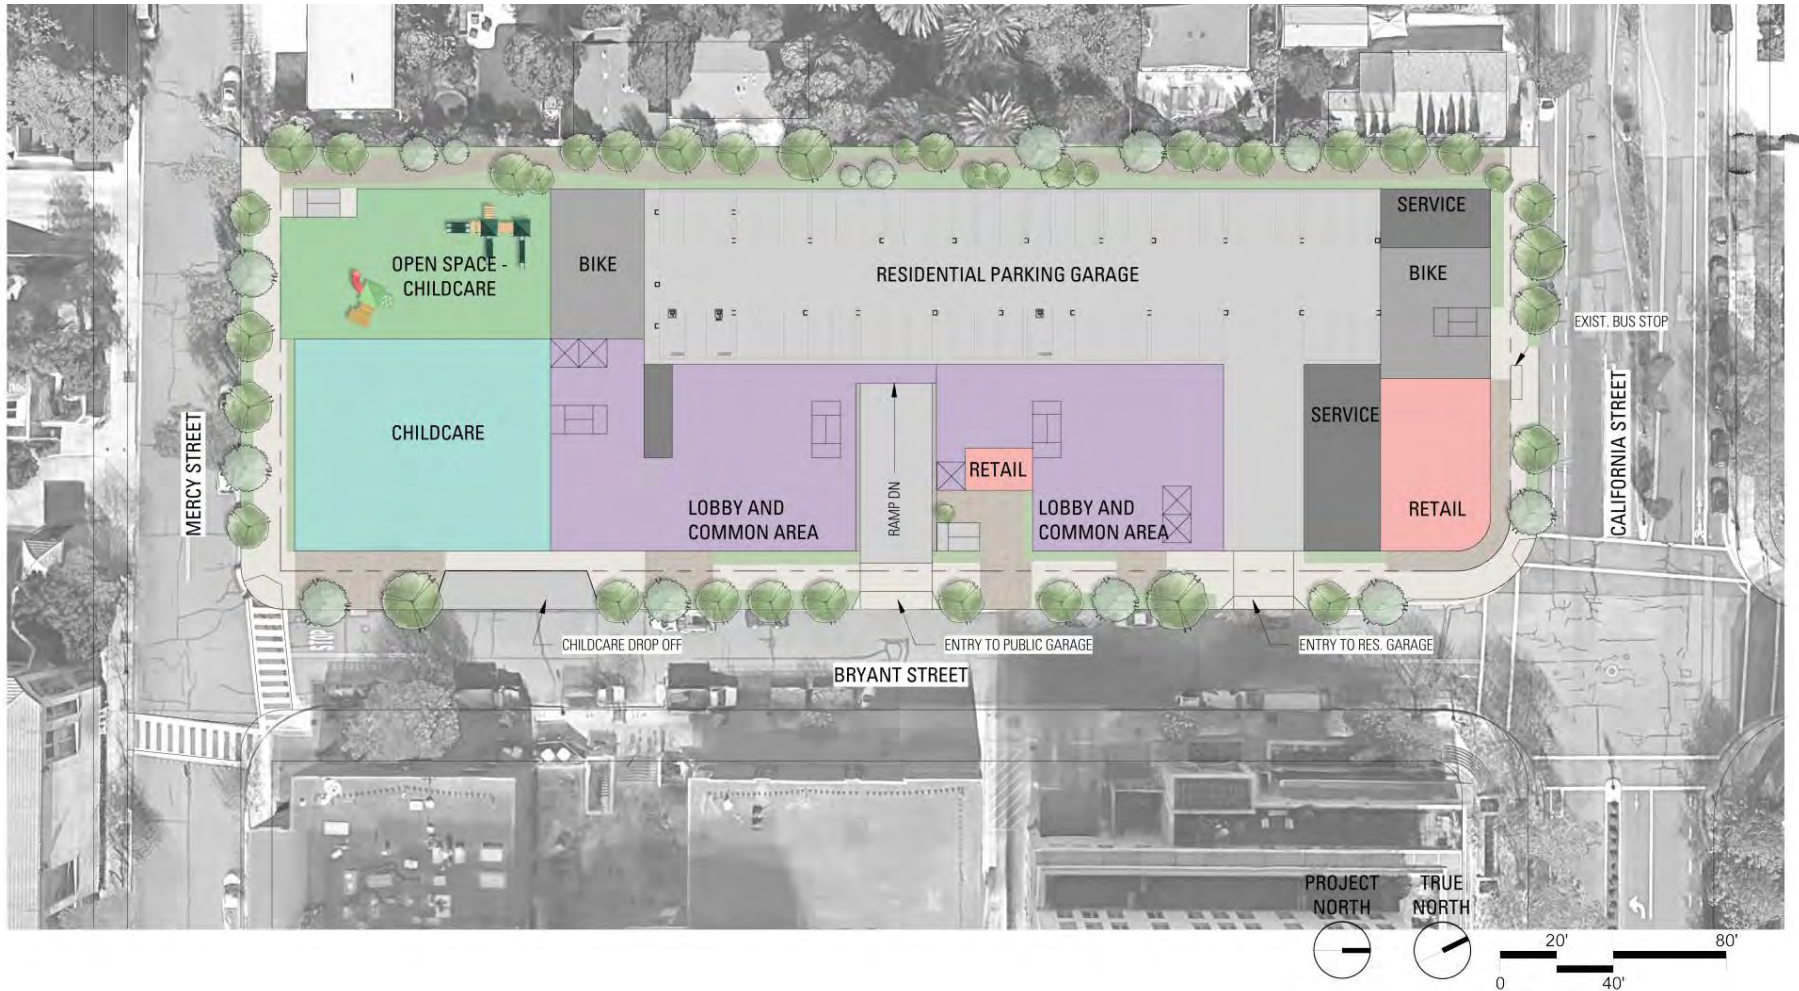 SERVICE
OPEN SPACE -
CHILDCARE
BIKE
RESIDENTIAL PARKING GARAGE
BIKE
EXIST. BUS STOP
MERCY STREET
CHILDCARE
SERVICE
CALIFORNIA STREET
RETAIL
RAMP DN
LOBBY AND
COMMON AREA
LOBBY AND
COMMON AREA
RETAIL
STOP
CHILDCARE DROP OFF
ENTRY TO PUBLIC GARAGE
ENTRY TO RES. GARAGE
BRYANT STREET
PROJECT
NORTH
TRUE
NORTH
20'
80'
0
40'